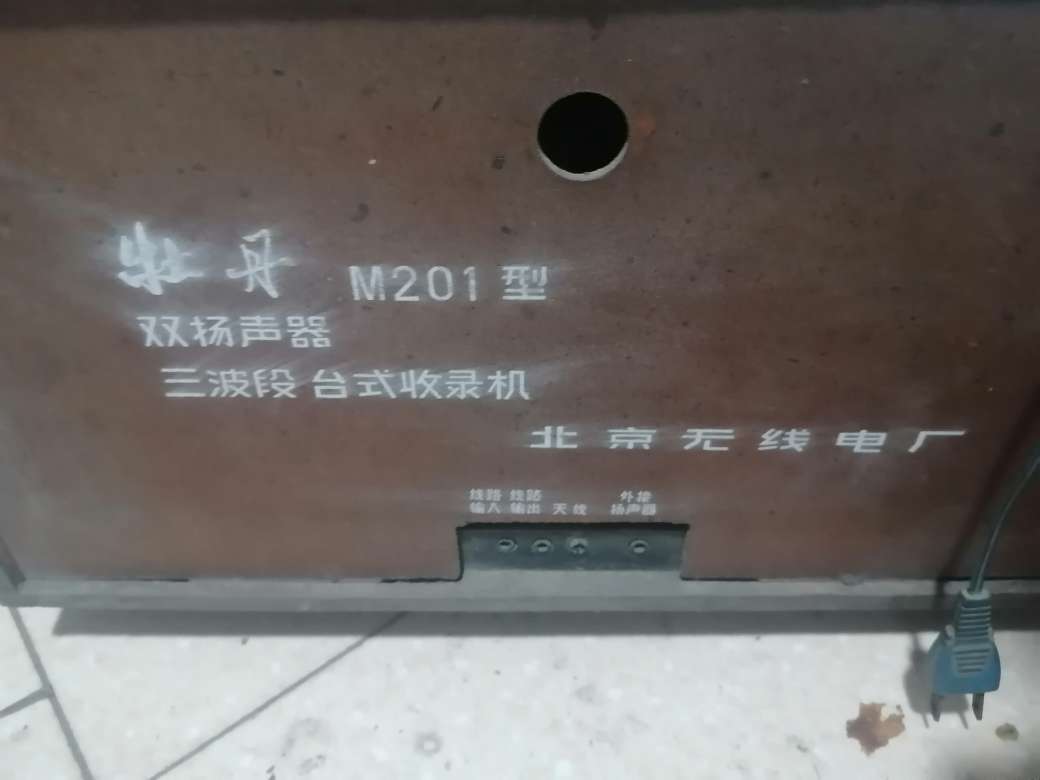 牡丹 M201型
双扬声器
三波段 台式收录机
北京无线电厂
线路 线路 外接
输入 输出 天线 扬声器